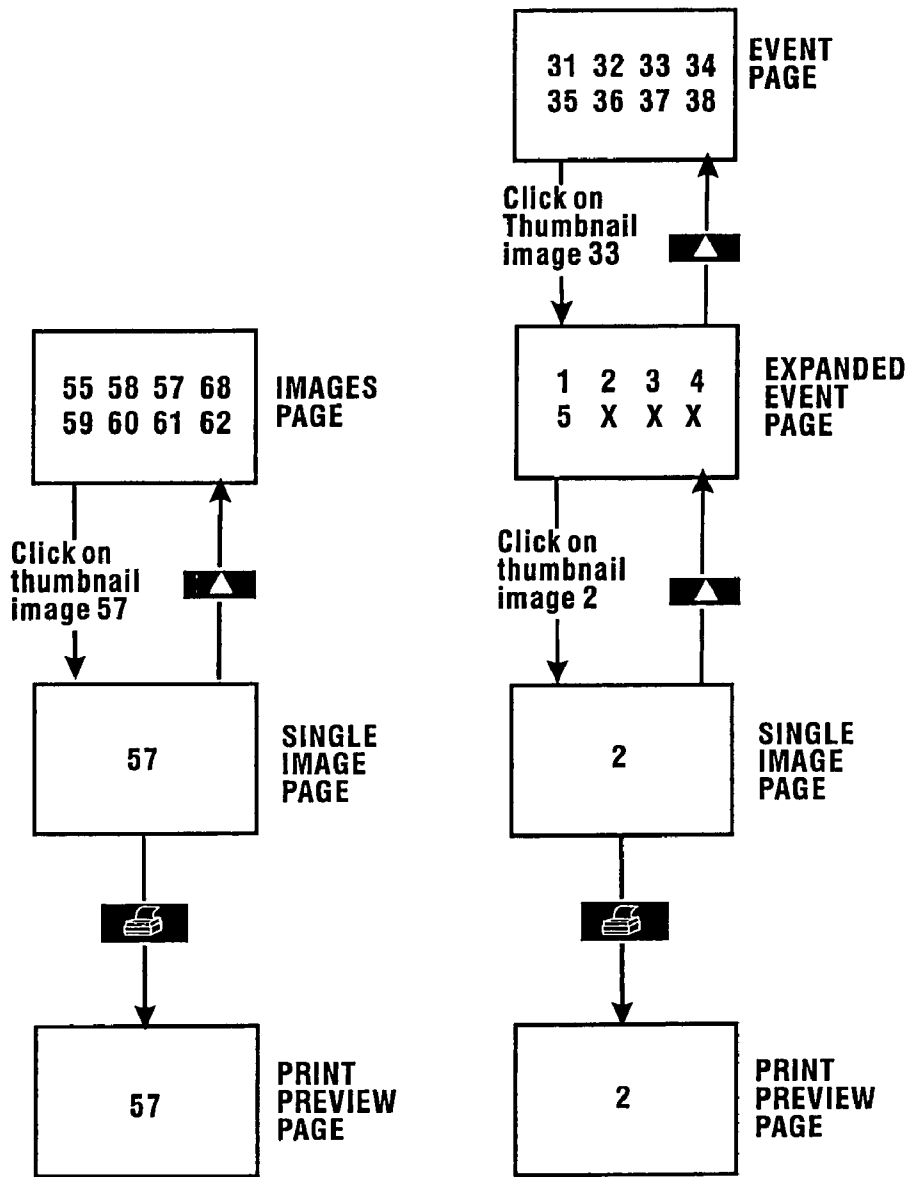 31 32 33 34
35 36 37 38
EVENT
PAGE
Click on
Thumbnail
image 33
55 58 57 68
59 60 61 62
IMAGES
PAGE
1 2 3 4
5 X X X
EXPANDED
EVENT
PAGE
Click on
thumbnail
image 57
Click on
thumbnail
image 2
57
SINGLE
IMAGE
PAGE
2
SINGLE
IMAGE
PAGE
57
PRINT
PREVIEW
PAGE
2
PRINT
PREVIEW
PAGE